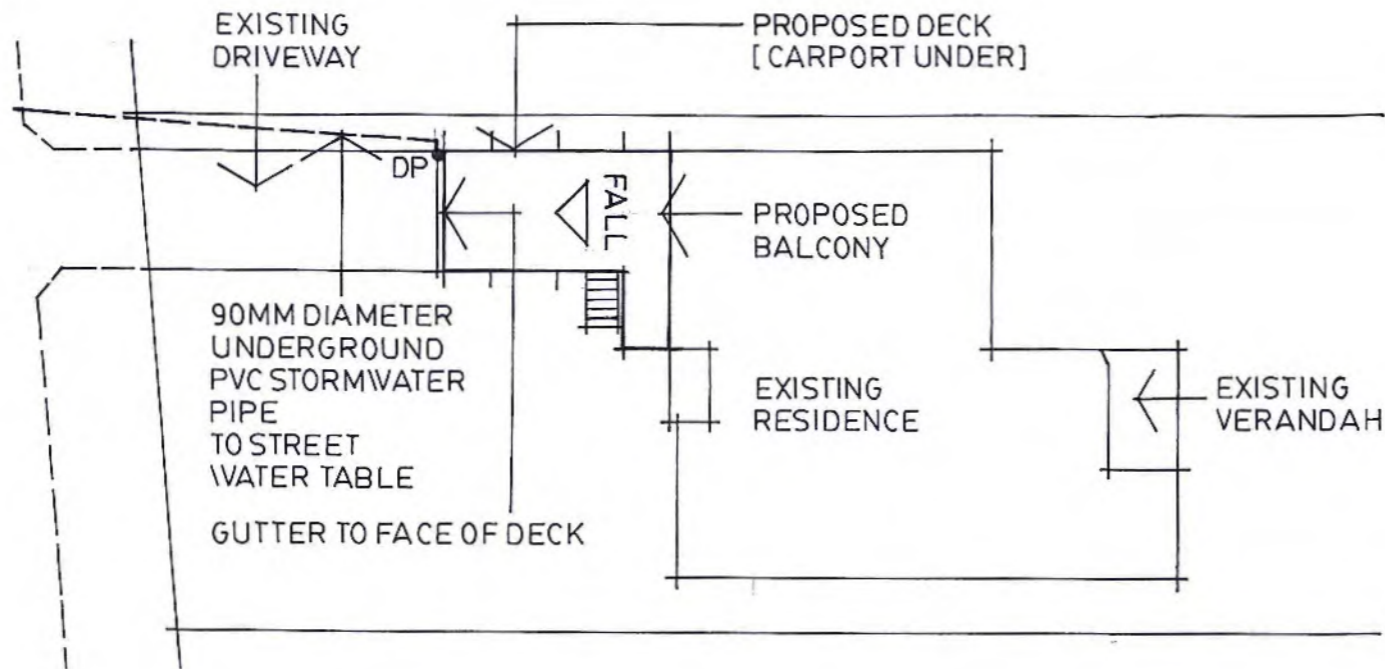 EXISTING
DRIVEWAY
PROPOSED DECK
[CARPORT UNDER]
DP
FALL
PROPOSED
BALCONY
90MM DIAMETER
UNDERGROUND
PVC STORMWATER
PIPE
TO STREET
WATER TABLE
GUTTER TO FACE OF DECK
EXISTING
RESIDENCE
EXISTING
VERANDAH